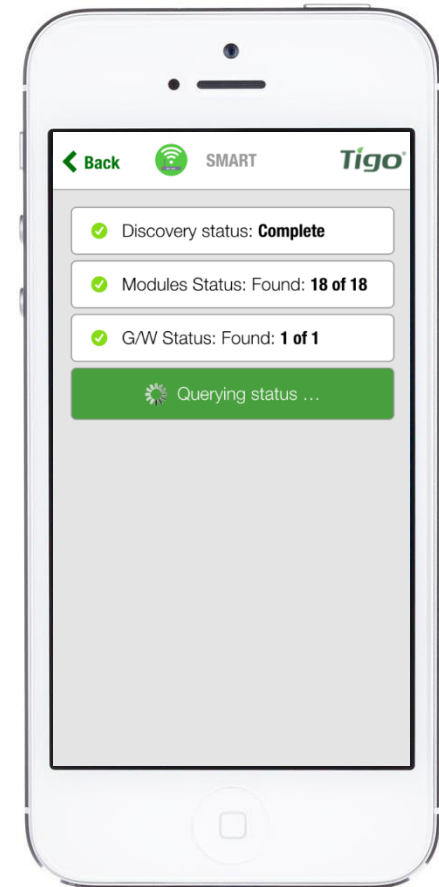 Back SMART Tigo
Discovery status: Complete
Modules Status: Found: 18 of 18
G/W Status: Found: 1 of 1
Querying status ...